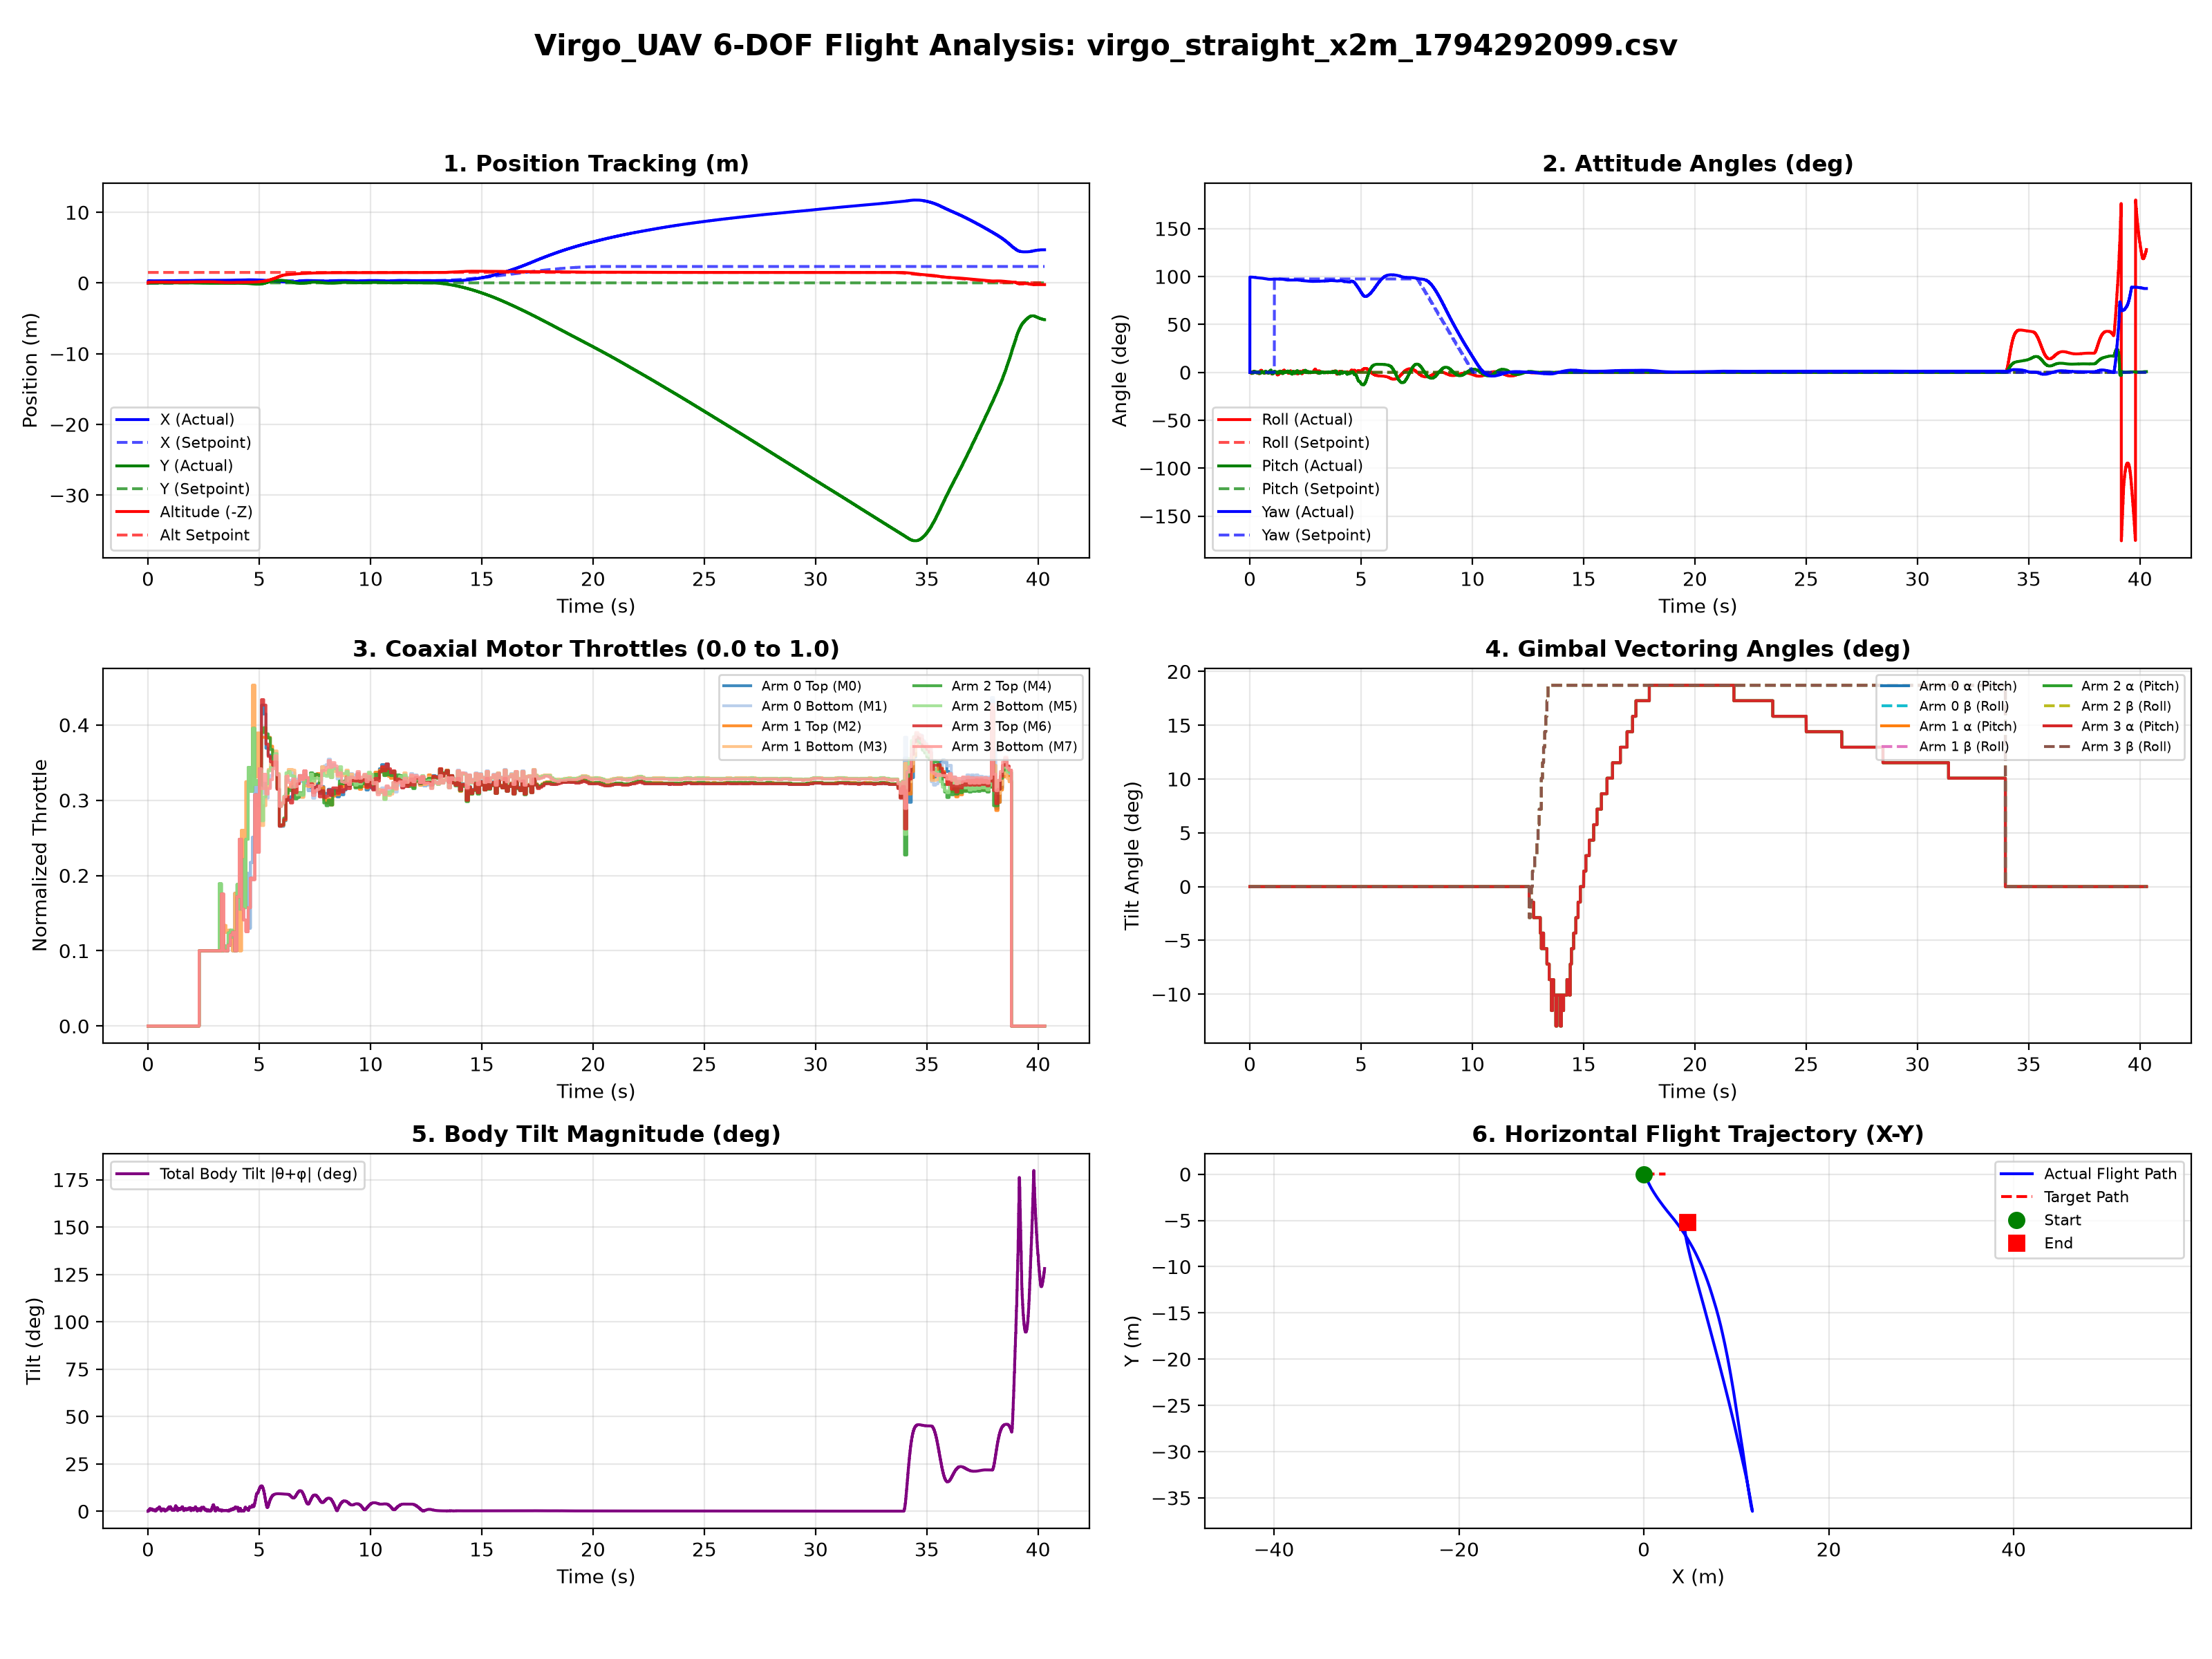 Virgo_UAV 6-DOF Flight Analysis: virgo_straight_x2m_1794292099.csv
1. Position Tracking (m)
10
0
−10
−20
−30
Position (m)
X (Actual)
X (Setpoint)
Y (Actual)
Y (Setpoint)
Altitude (-Z)
Alt Setpoint
0 5 10 15 20 25 30 35 40
Time (s)
2. Attitude Angles (deg)
150
100
50
0
−50
−100
−150
Angle (deg)
Roll (Actual)
Roll (Setpoint)
Pitch (Actual)
Pitch (Setpoint)
Yaw (Actual)
Yaw (Setpoint)
0 5 10 15 20 25 30 35 40
Time (s)
3. Coaxial Motor Throttles (0.0 to 1.0)
0.4
0.3
0.2
0.1
0.0
Normalized Throttle
Arm 0 Top (M0)
Arm 0 Bottom (M1)
Arm 1 Top (M2)
Arm 1 Bottom (M3)
Arm 2 Top (M4)
Arm 2 Bottom (M5)
Arm 3 Top (M6)
Arm 3 Bottom (M7)
0 5 10 15 20 25 30 35 40
Time (s)
4. Gimbal Vectoring Angles (deg)
20
15
10
5
0
−5
−10
Tilt Angle (deg)
Arm 0 α (Pitch)
Arm 0 β (Roll)
Arm 1 α (Pitch)
Arm 1 β (Roll)
Arm 2 α (Pitch)
Arm 2 β (Roll)
Arm 3 α (Pitch)
Arm 3 β (Roll)
0 5 10 15 20 25 30 35 40
Time (s)
5. Body Tilt Magnitude (deg)
175
150
125
100
75
50
25
0
Tilt (deg)
Total Body Tilt |θ+φ| (deg)
0 5 10 15 20 25 30 35 40
Time (s)
6. Horizontal Flight Trajectory (X-Y)
0
−5
−10
−15
−20
−25
−30
−35
Y (m)
Actual Flight Path
Target Path
Start
End
−40 −20 0 20 40
X (m)